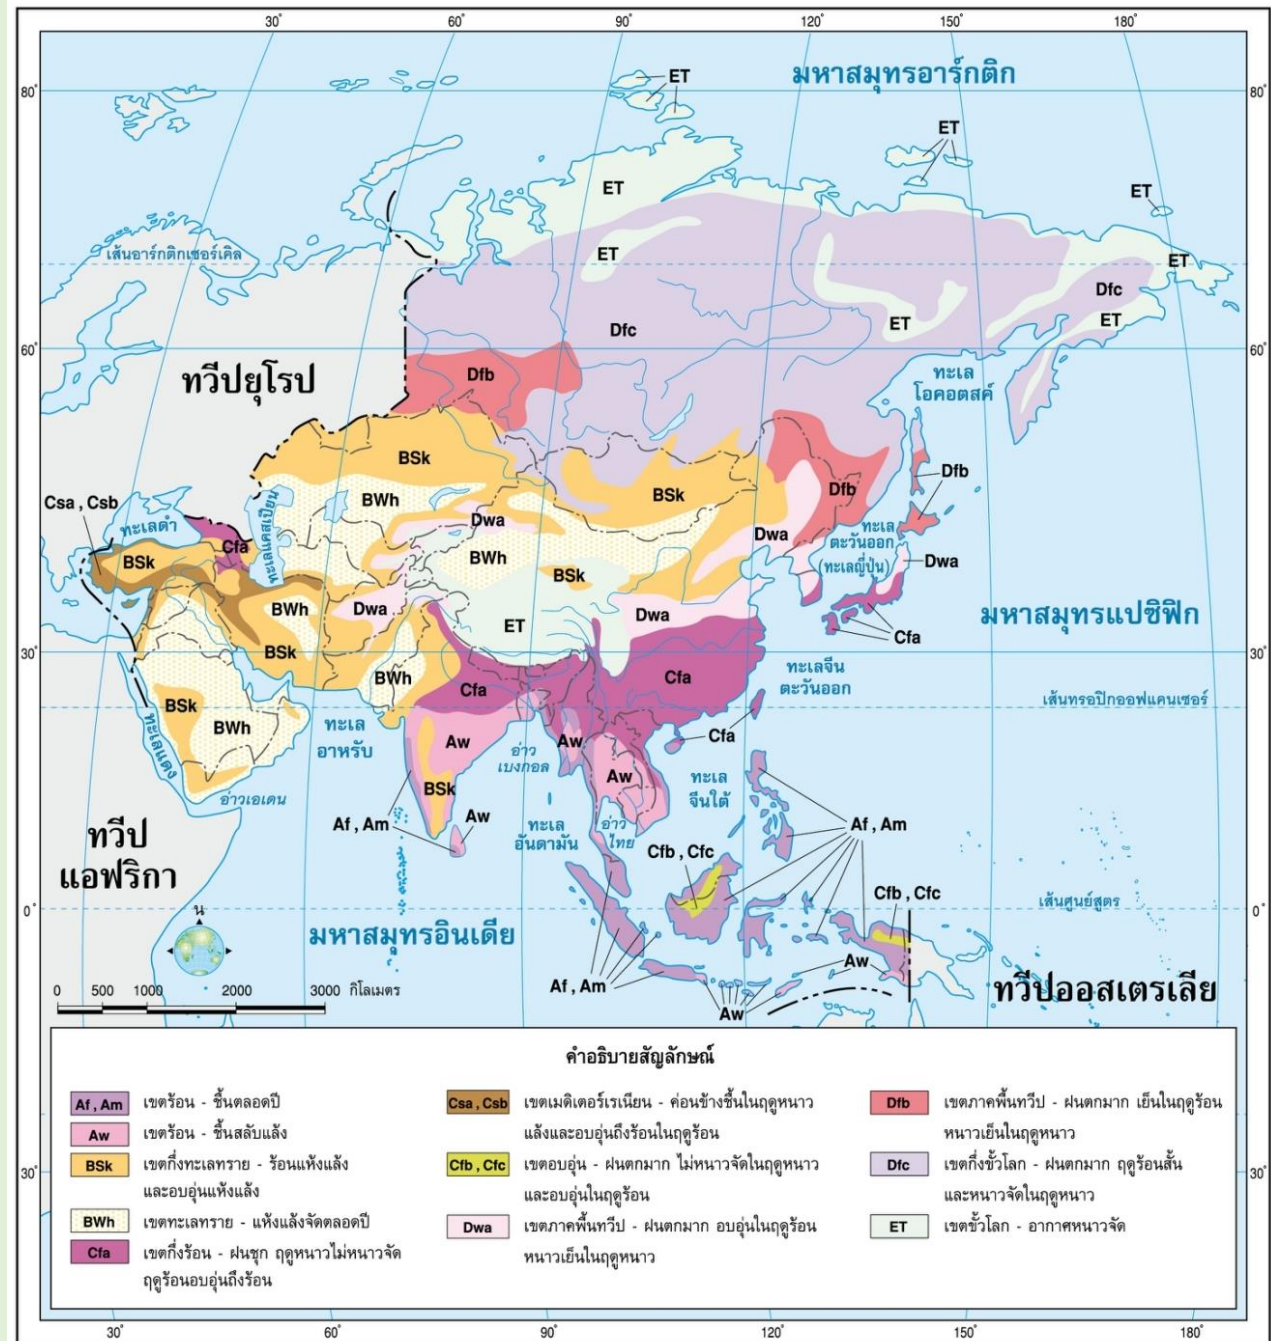 30° 60° 90° 120° 150° 180°
มหาสมุทรอาร์กติก
ET
80° 80°
ET
ET
ET
ET
เส้นอาร์กติกเซอร์เคิล
ET
Dfc
ET
ET
Dfc
60° 60°
ทวีปยุโรป
Dfb
ทะเล
โอคอตสค์
BSk
Csa , Csb
BWh
BSk
Dfb
Dfb
ทะเลดำ
ทะเลแคสเปียน
Dwa
ทะเล
ตะวันออก
(ทะเลญี่ปุ่น)
Cfa
BSk
BWh
BSk
Dwa
Dwa
BWh
Dwa
ET
Dwa
Cfa
มหาสมุทรแปซิฟิก
30° 30°
BSk
BWh
Cfa
Cfa
ทะเลจีน
ตะวันออก
เส้นทรอปิกออฟแคนเซอร์
BSk
BWh
ทะเลแดง
ทะเล
อาหรับ
Aw
อ่าว
เบงกอล
Aw
Cfa
Aw
ทะเล
จีนใต้
BSk
อ่าวเอเดน
Af , Am
Aw
ทะเล
อันดามัน
อ่าว
ไทย
Af , Am
ทวีป
แอฟริกา
Cfb , Cfc
Cfb , Cfc
เส้นศูนย์สูตร
0° 0°
น
มหาสมุทรอินเดีย
Aw
Af , Am
Aw
ทวีปออสเตรเลีย
0 500 1000 2000 3000 กิโลเมตร
คำอธิบายสัญลักษณ์
Af , Am เขตร้อน - ชื้นตลอดปี
Aw เขตร้อน - ชื้นสลับแล้ง
BSk เขตกึ่งทะเลทราย - ร้อนแห้งแล้ง
และอบอุ่นแห้งแล้ง
BWh เขตทะเลทราย - แห้งแล้งจัดตลอดปี
Cfa เขตกึ่งร้อน - ฝนชุก ฤดูหนาวไม่หนาวจัด
ฤดูร้อนอบอุ่นถึงร้อน
Csa , Csb เขตเมดิเตอร์เรเนียน - ค่อนข้างชื้นในฤดูหนาว
แล้งและอบอุ่นถึงร้อนในฤดูร้อน
Cfb , Cfc เขตอบอุ่น - ฝนตกมาก ไม่หนาวจัดในฤดูหนาว
และอบอุ่นในฤดูร้อน
Dwa เขตภาคพื้นทวีป - ฝนตกมาก อบอุ่นในฤดูร้อน
หนาวเย็นในฤดูหนาว
Dfb เขตภาคพื้นทวีป - ฝนตกมาก เย็นในฤดูร้อน
หนาวเย็นในฤดูหนาว
Dfc เขตกึ่งขั้วโลก - ฝนตกมาก ฤดูร้อนสั้น
และหนาวจัดในฤดูหนาว
ET เขตขั้วโลก - อากาศหนาวจัด
30° 30°
30° 60° 90° 120° 150° 180°